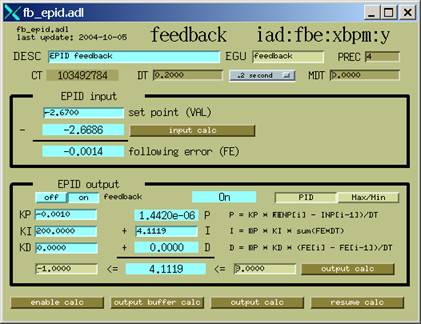 fb_epid.adl
fb_epid.adl
last update: 2004-10-05
feedback iad:fbe:xbpm:y
DESC EPID feedback EGU feedback PREC 4
CT 103492784 DT 0.2000 .2 second MDT 0.0000
EPID input
-2.6700 set point (VAL)
- -2.6686 input calc
-0.0014 following error (FE)
EPID output
off on feedback On PID Max/Min
KP -0.0010 1.4420e-06 P P = KP * (INP[i] - INP[i-1])/DT
KI 200.0000 + 4.1119 I I = KP * KI * sum(FE*DT)
KD 0.0000 + 0.0000 D D = KP * KD * (FE[i] - FE[i-1])/DT
-1.0000 <= 4.1119 <= 9.0000 output calc
enable calc output buffer calc output calc resume calc